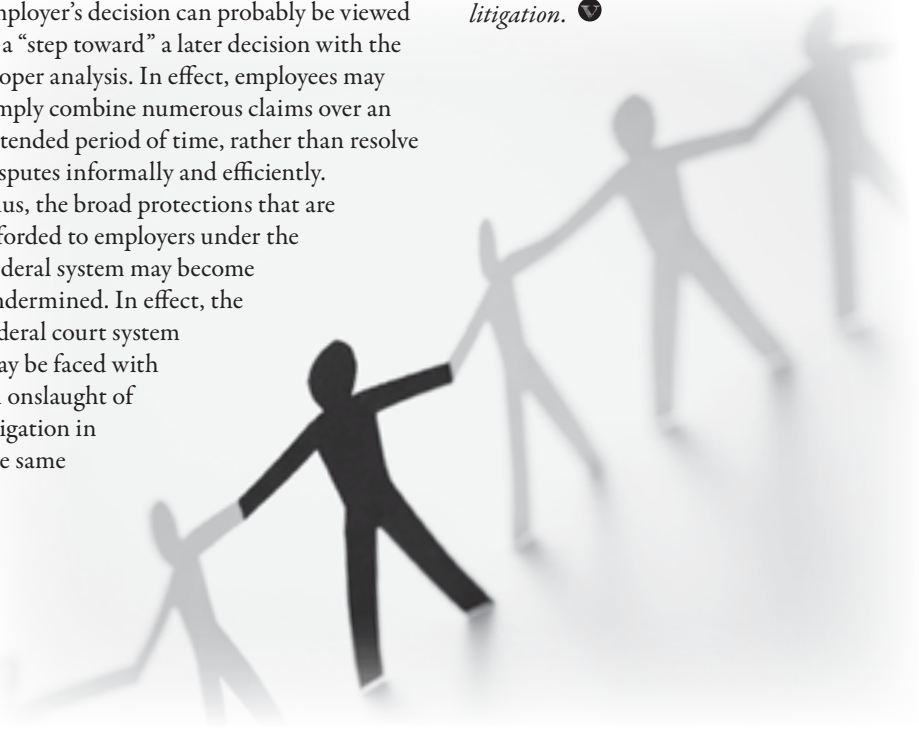 nployer’s decision can probably be viewed
a “step toward” a later decision with the
oper analysis. In effect, employees may
mply combine numerous claims over an
tended period of time, rather than resolve
sputes informally and efficiently.
us, the broad protections that are
forded to employers under the
deral system may become
ndermined. In effect, the
deral court system
ay be faced with
onslaught of
igation in
e same
litigation. V